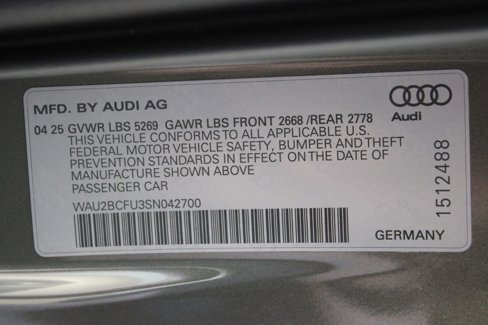 MFD. BY AUDI AG
04 25 GVWR LBS 5269 GAWR LBS FRONT 2668 /REAR 2778
THIS VEHICLE CONFORMS TO ALL APPLICABLE U.S.
FEDERAL MOTOR VEHICLE SAFETY, BUMPER AND THEFT
PREVENTION STANDARDS IN EFFECT ON THE DATE OF
MANUFACTURE SHOWN ABOVE
PASSENGER CAR
WAU2BCFU3SN042700
Audi
1512488
GERMANY